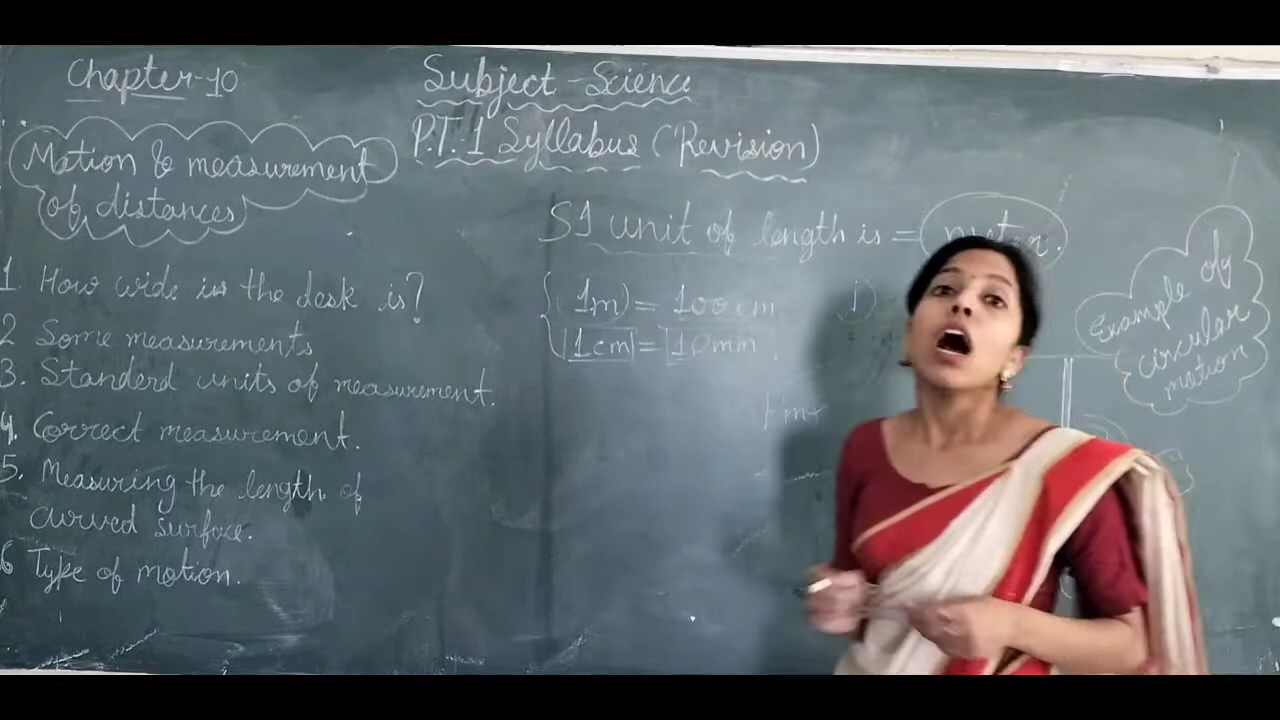 Chapter-10
Subject - Science
P.T. 1 Syllabus (Revision)
Motion & measurement
of distances
1. How wide is the desk is?
2 Some measurements
3. Standerd units of measurement.
4. Correct measurement.
5. Measuring the length of
curved surface.
6 Type of motion.
SI unit of length is = meter.
(1m) = 100 cm
1cm = 10mm.
i)
Example of
circular
motion